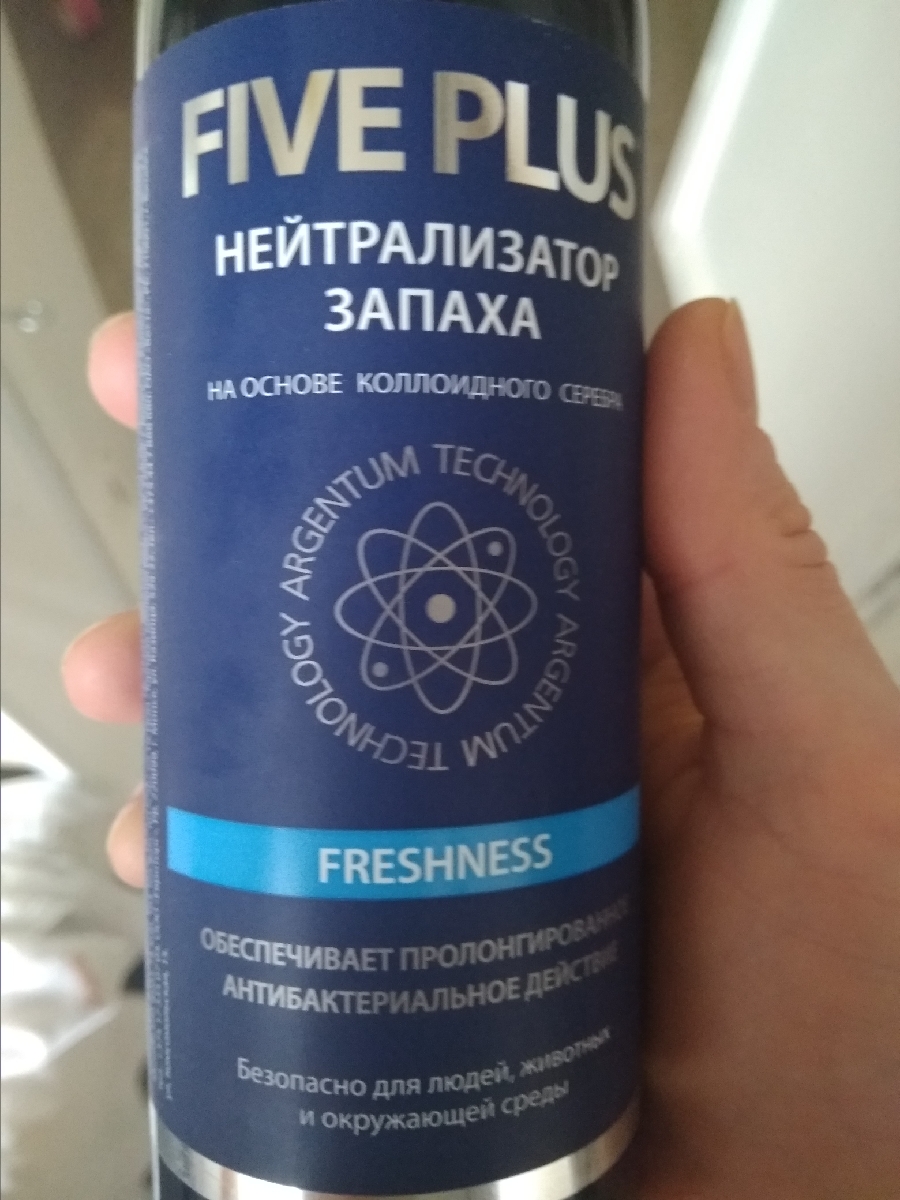 FIVE PLUS
НЕЙТРАЛИЗАТОР
ЗАПАХА
НА ОСНОВЕ КОЛЛОИДНОГО СЕРЕБРА
ARGENTUM TECHNOLOGY ARGENTUM TECHNOLOGY
FRESHNESS
ОБЕСПЕЧИВАЕТ ПРОЛОНГИРОВАННОЕ
АНТИБАКТЕРИАЛЬНОЕ ДЕЙСТВИЕ
Безопасно для людей, животных
и окружающей среды